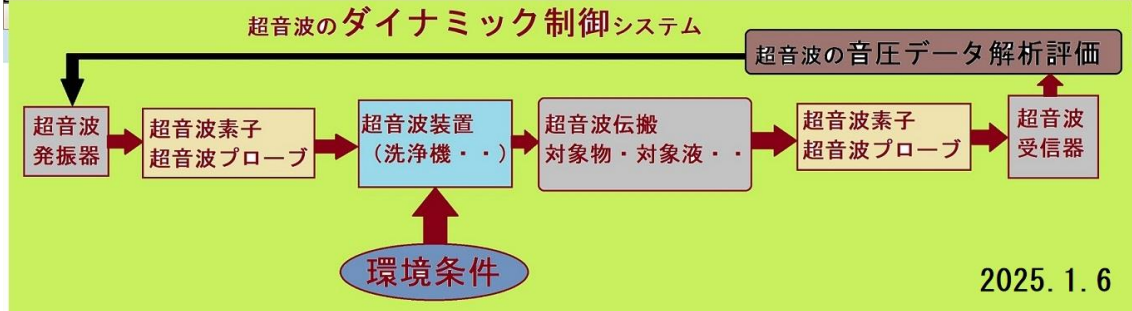 超音波のダイナミック制御システム
超音波の音圧データ解析評価
超音波
発振器
超音波素子
超音波プローブ
超音波装置
（洗浄機・・）
超音波伝搬
対象物・対象液・・
超音波素子
超音波プローブ
超音波
受信器
環境条件
2025.1.6